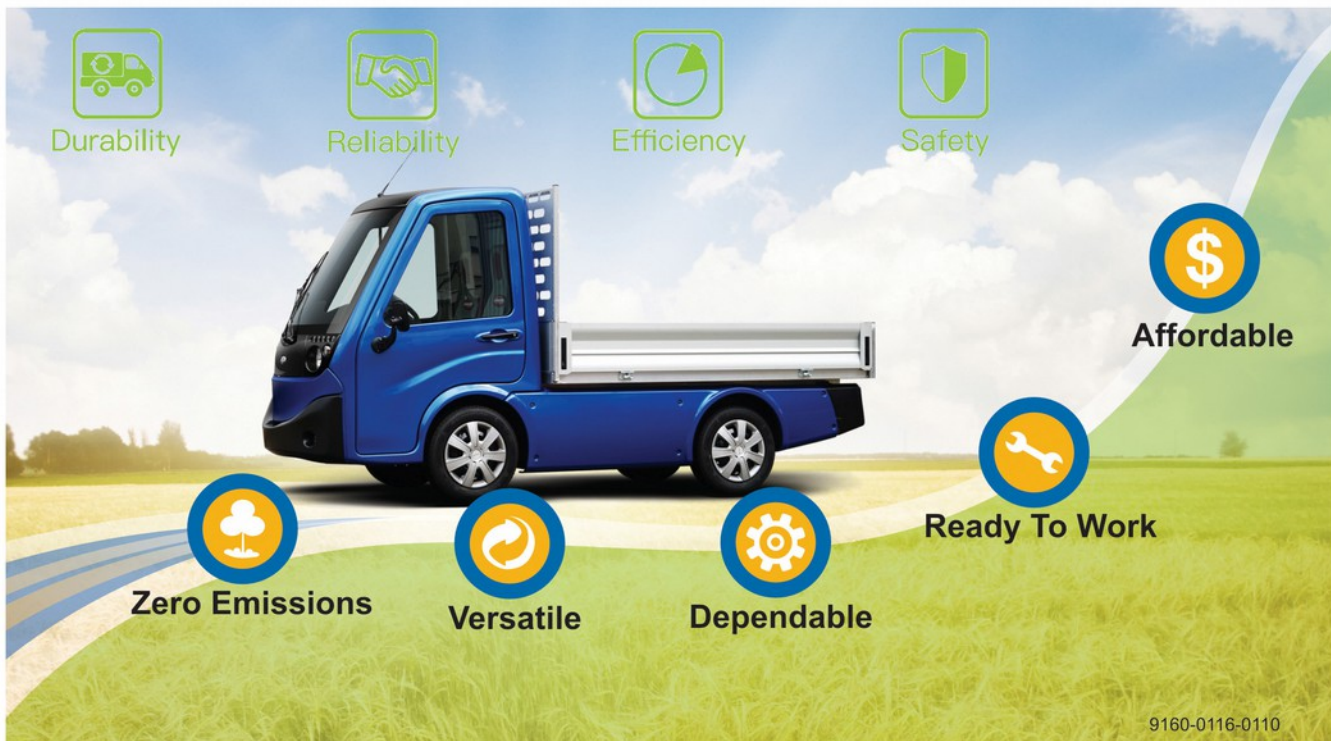 Durability
Reliability
Efficiency
Safety
$
Affordable
Ready To Work
Zero Emissions
Versatile
Dependable
9160-0116-0110